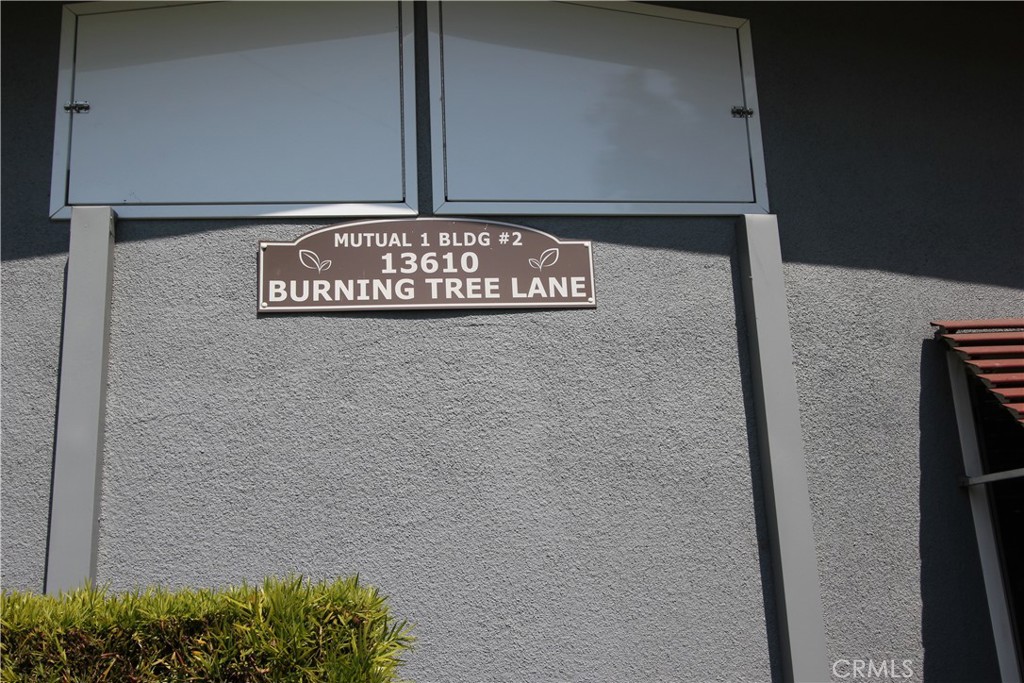 MUTUAL 1 BLDG #2
13610
BURNING TREE LANE
CRMLS